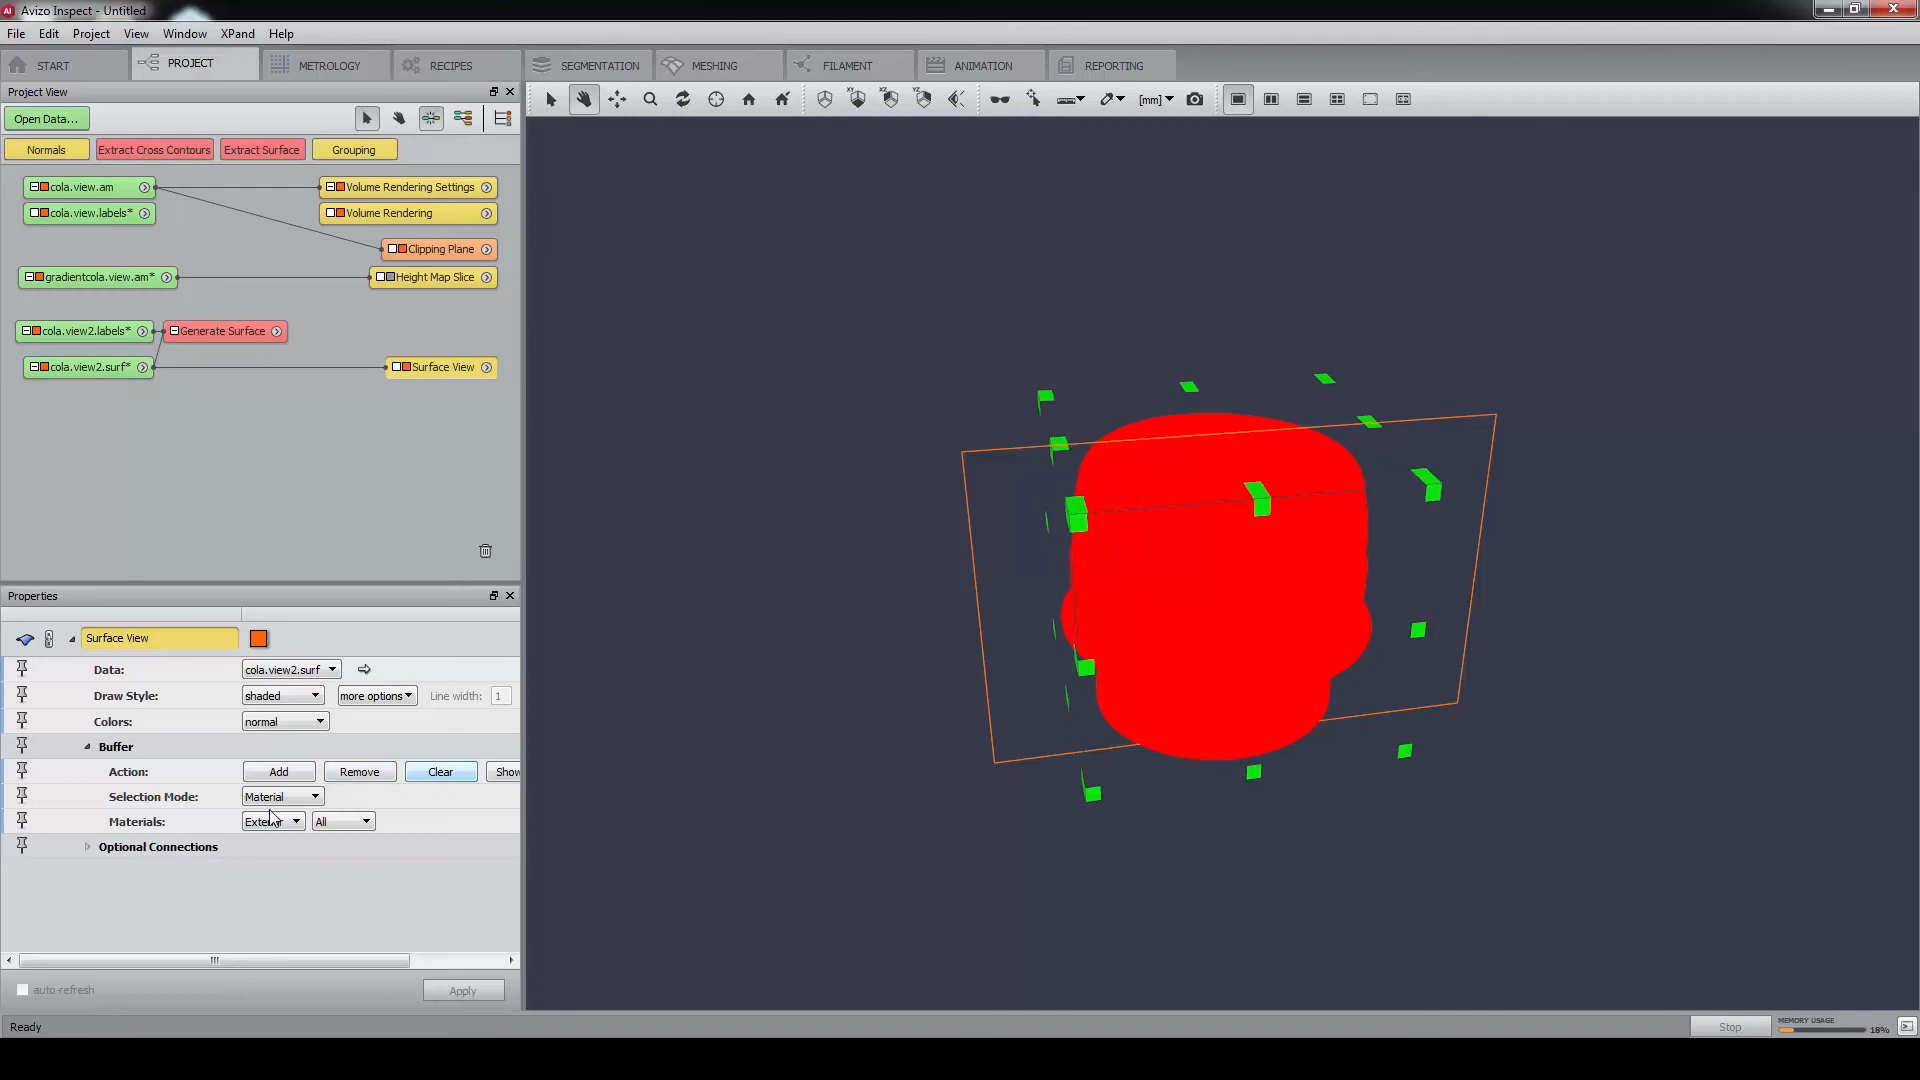 Avizo Inspect - Untitled
File Edit Project View Window XPand Help
START PROJECT METROLOGY RECIPES SEGMENTATION MESHING FILAMENT ANIMATION REPORTING
Project View
Open Data...
[mm]
Normals Extract Cross Contours Extract Surface Grouping
cola.view.am Volume Rendering Settings
cola.view.labels* Volume Rendering
Clipping Plane
gradientcola.view.am* Height Map Slice
cola.view2.labels* Generate Surface
cola.view2.surf* Surface View
Properties
Surface View
Data: cola.view2.surf
Draw Style: shaded more options Line width: 1
Colors: normal
Buffer
Action: Add Remove Clear Show
Selection Mode: Material
Materials: All
Optional Connections
auto-refresh Apply
Ready Stop MEMORY USAGE 18%